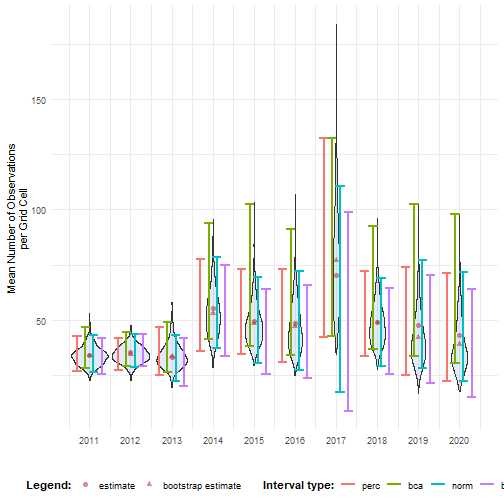 Mean Number of Observations
per Grid Cell
150
100
50
2011 2012 2013 2014 2015 2016 2017 2018 2019 2020
Legend: estimate bootstrap estimate Interval type: perc bca norm